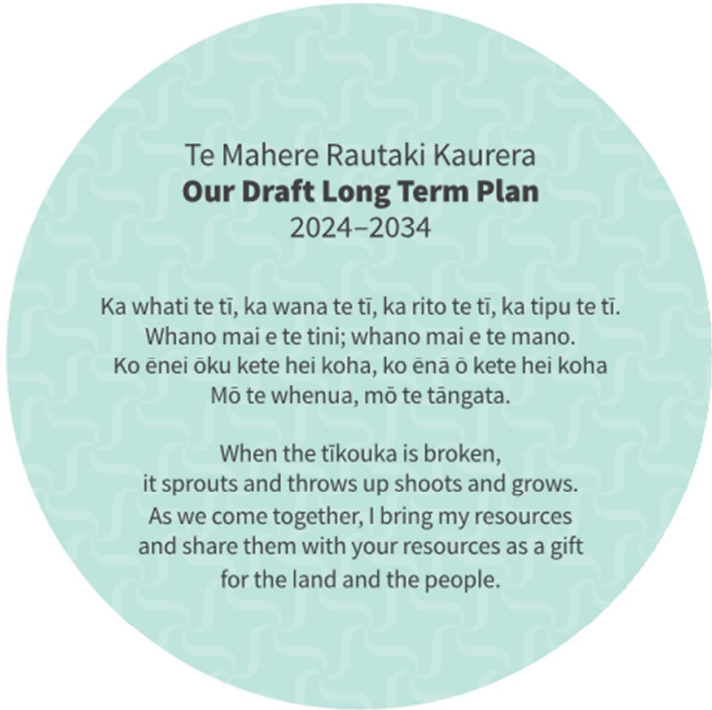 Te Mahere Rautaki Kaurera
Our Draft Long Term Plan
2024–2034
Ka whati te tī, ka wana te tī, ka rito te tī, ka tipu te tī.
Whano mai e te tini; whano mai e te mano.
Ko ēnei ōku kete hei koha, ko ēnā ō kete hei koha
Mō te whenua, mō te tāngata.
When the tīkouka is broken,
it sprouts and throws up shoots and grows.
As we come together, I bring my resources
and share them with your resources as a gift
for the land and the people.